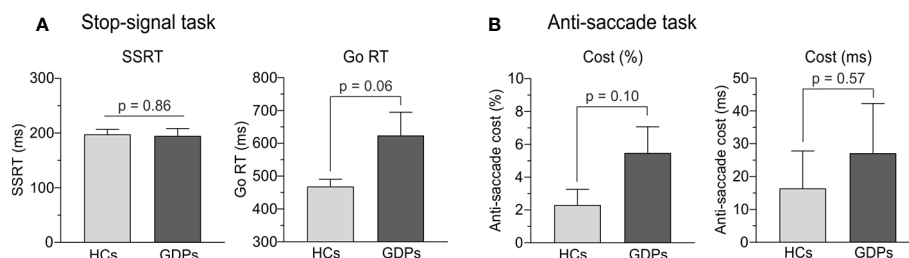 A Stop-signal task
B Anti-saccade task
SSRT
Go RT
Cost (%)
Cost (ms)
300
200
100
0
SSRT (ms)
p = 0.86
HCs GDPs
800
700
600
500
400
300
Go RT (ms)
p = 0.06
HCs GDPs
10
8
6
4
2
0
Anti-saccade cost (%)
p = 0.10
HCs GDPs
50
40
30
20
10
0
Anti-saccade cost (ms)
p = 0.57
HCs GDPs